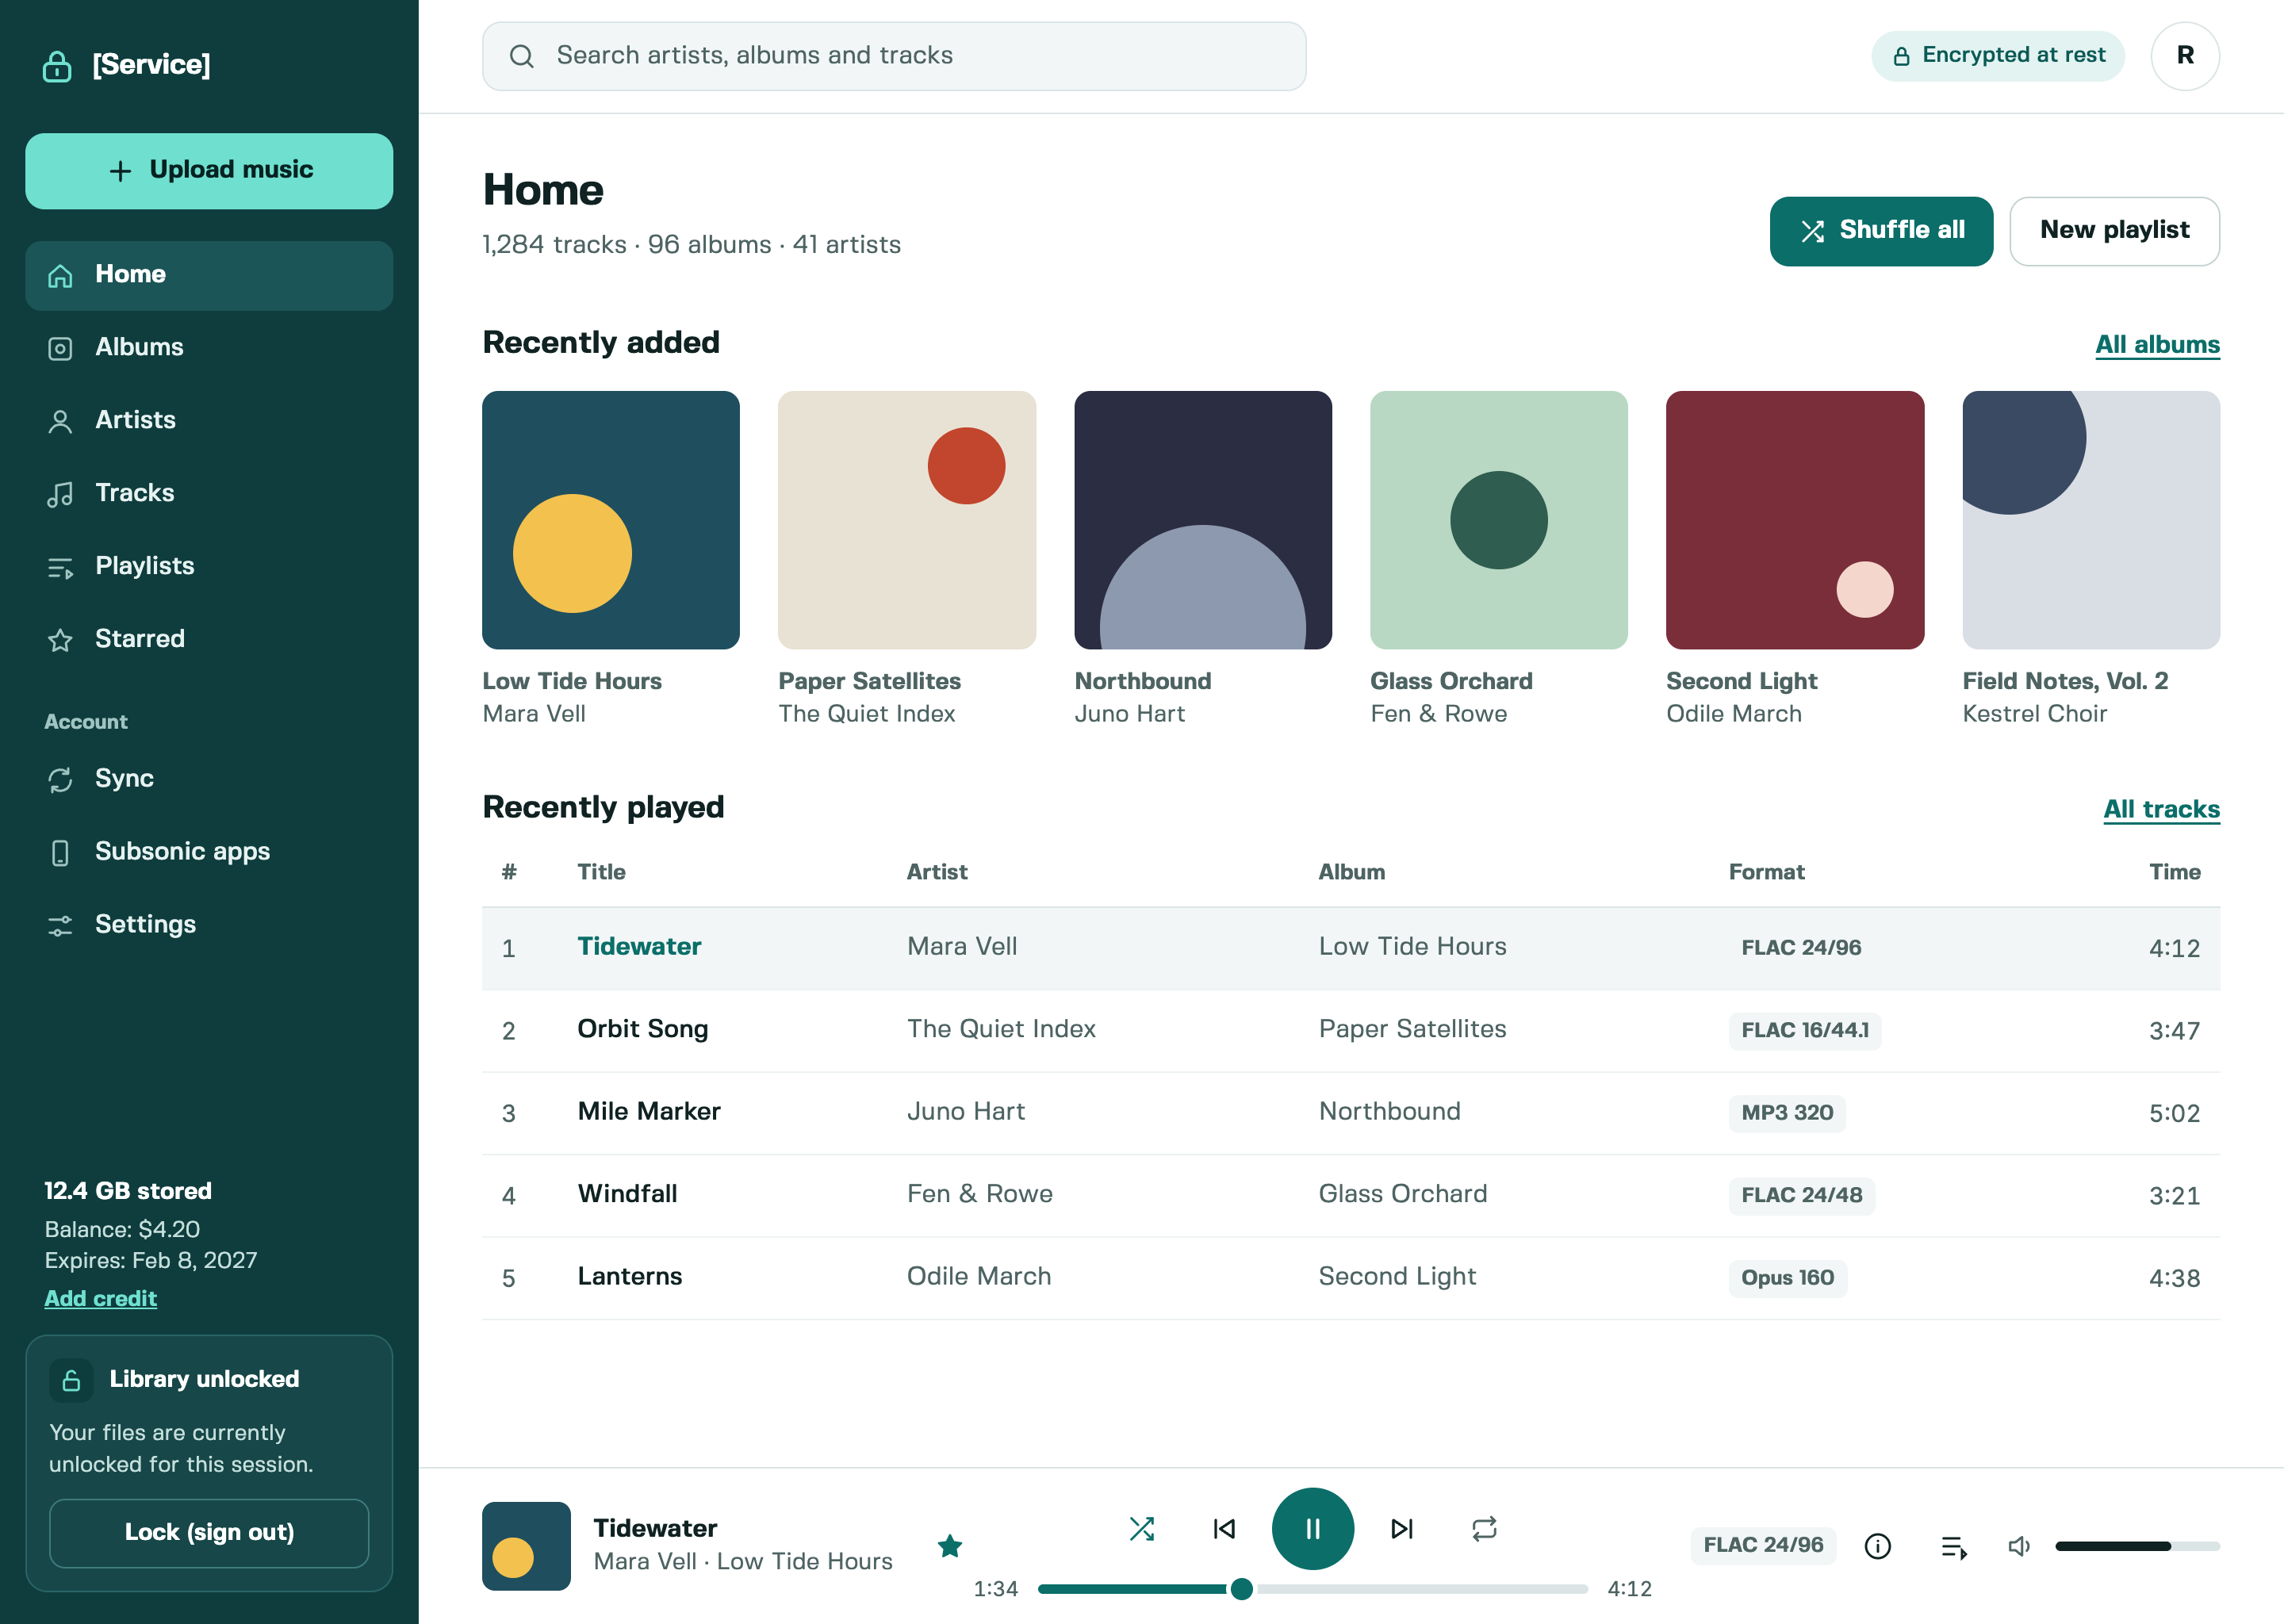 [Service]
Upload music
Home
Albums
Artists
Tracks
Playlists
Starred
Account
Sync
Subsonic apps
Settings
12.4 GB stored
Balance: $4.20
Expires: Feb 8, 2027
Add credit
Library unlocked
Your files are currently
unlocked for this session.
Lock (sign out)
Search artists, albums and tracks
Encrypted at rest
R
Home
1,284 tracks · 96 albums · 41 artists
Shuffle all
New playlist
Recently added
All albums
Low Tide Hours
Mara Vell
Paper Satellites
The Quiet Index
Northbound
Juno Hart
Glass Orchard
Fen & Rowe
Second Light
Odile March
Field Notes, Vol. 2
Kestrel Choir
Recently played
All tracks
# Title Artist Album Format Time
1 Tidewater Mara Vell Low Tide Hours FLAC 24/96 4:12
2 Orbit Song The Quiet Index Paper Satellites FLAC 16/44.1 3:47
3 Mile Marker Juno Hart Northbound MP3 320 5:02
4 Windfall Fen & Rowe Glass Orchard FLAC 24/48 3:21
5 Lanterns Odile March Second Light Opus 160 4:38
Tidewater
Mara Vell · Low Tide Hours
1:34
4:12
FLAC 24/96